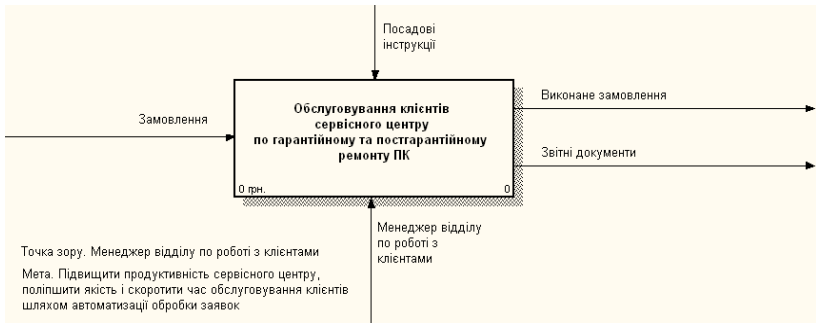 Посадові
інструкції
Замовлення
Обслуговування клієнтів
сервісного центру
по гарантійному та постгарантійному
ремонту ПК
0 грн.
0
Виконане замовлення
Звітні документи
Менеджер відділу
по роботі з
клієнтами
Точка зору. Менеджер відділу по роботі з клієнтами
Мета. Підвищити продуктивність сервісного центру,
поліпшити якість і скоротити час обслуговування клієнтів
шляхом автоматизації обробки заявок